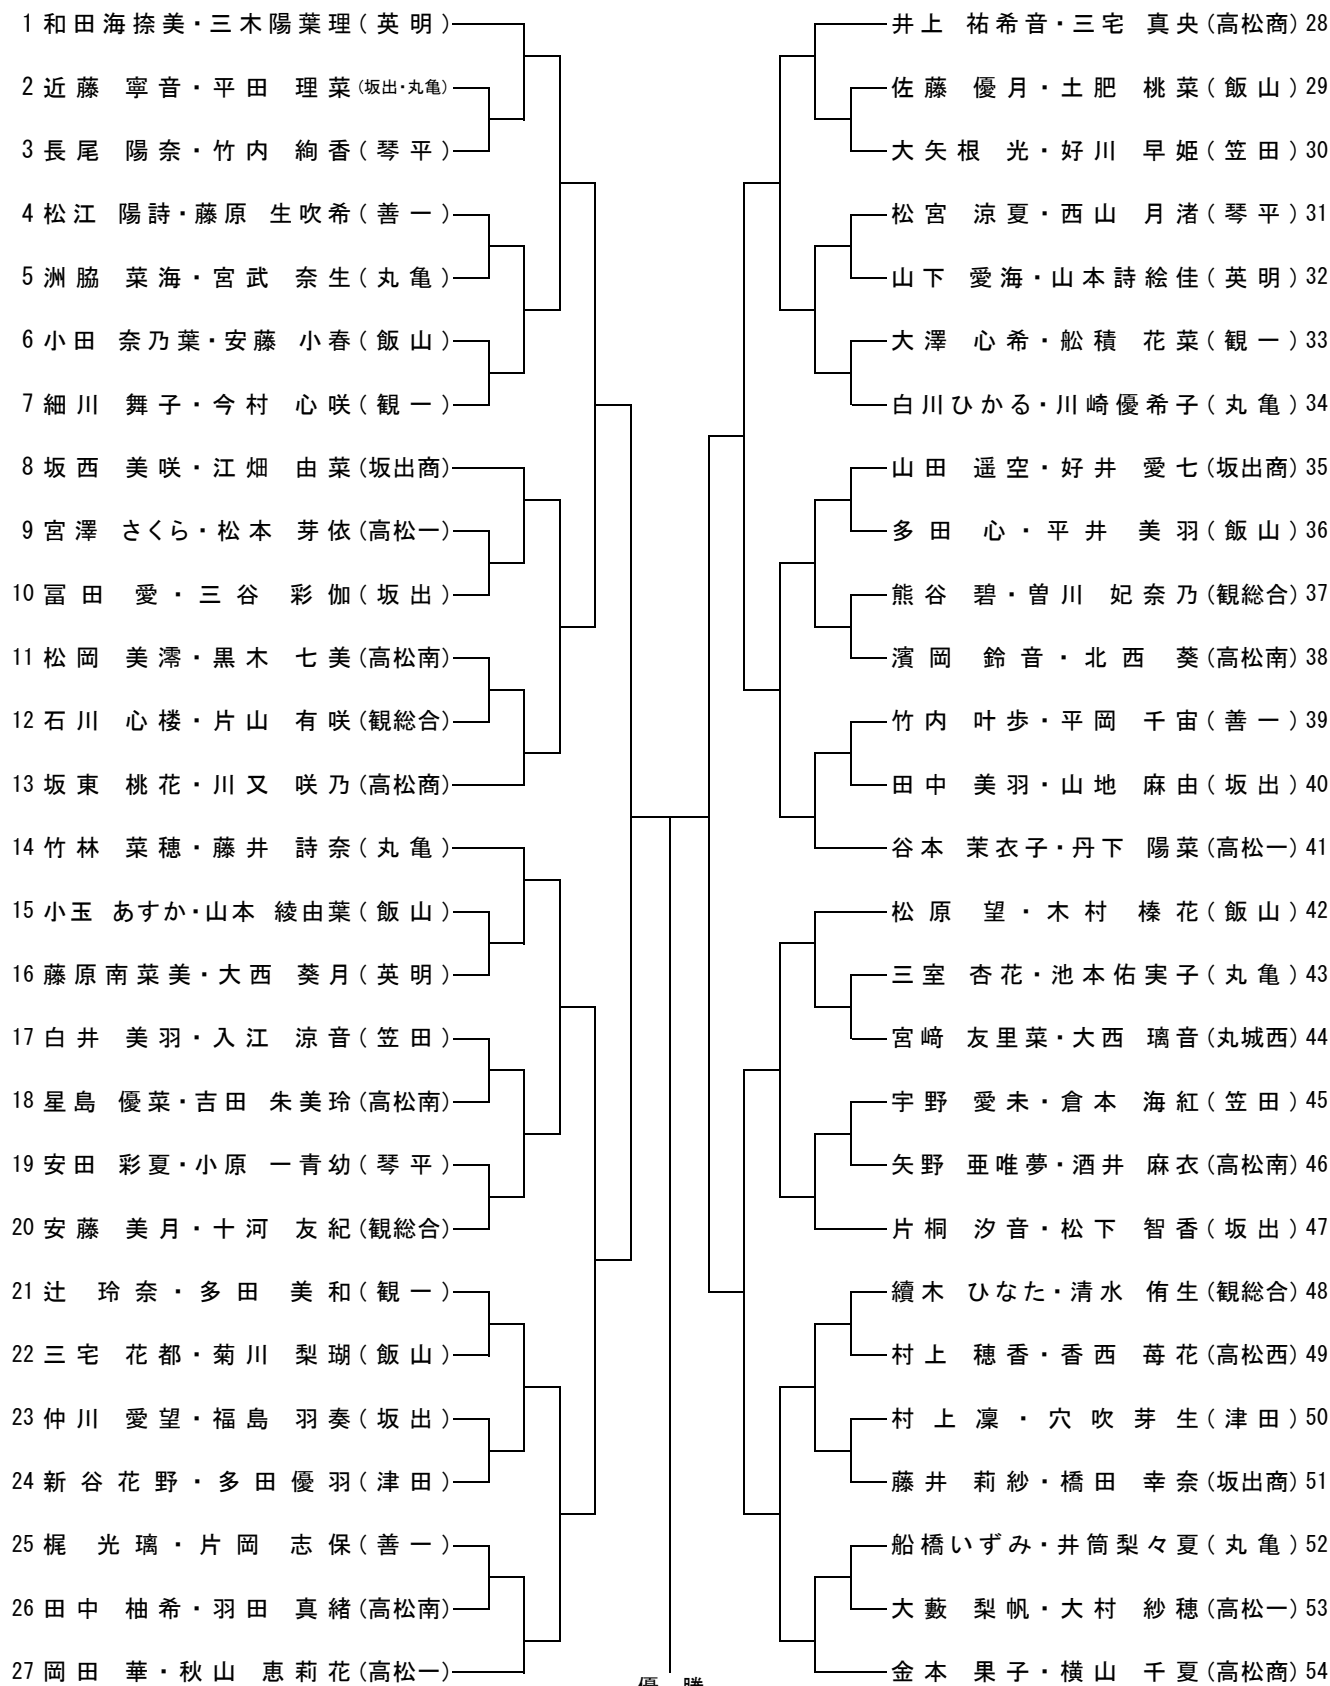 1 和田海捺美・三木陽葉理(英明)
2 近藤 寧音・平田 理菜(坂出・丸亀)
3 長尾 陽奈・竹内 絢香(琴平)
4 松江 陽詩・藤原 生吹希(善一)
5 洲脇 菜海・宮武 奈生(丸亀)
6 小田 奈乃葉・安藤 小春(飯山)
7 細川 舞子・今村 心咲(観一)
8 坂西 美咲・江畑 由菜(坂出商)
9 宮澤 さくら・松本 芽依(高松一)
10 冨田 愛・三谷 彩伽(坂出)
11 松岡 美澪・黒木 七美(高松南)
12 石川 心楼・片山 有咲(観総合)
13 坂東 桃花・川又 咲乃(高松商)
14 竹林 菜穂・藤井 詩奈(丸亀)
15 小玉 あすか・山本 綾由葉(飯山)
16 藤原南菜美・大西 葵月(英明)
17 白井 美羽・入江 涼音(笠田)
18 星島 優菜・吉田 朱美玲(高松南)
19 安田 彩夏・小原 一青幼(琴平)
20 安藤 美月・十河 友紀(観総合)
21 辻 玲奈・多田 美和(観一)
22 三宅 花都・菊川 梨瑚(飯山)
23 仲川 愛望・福島 羽奏(坂出)
24 新谷花野・多田優羽(津田)
25 梶 光璃・片岡 志保(善一)
26 田中 柚希・羽田 真緒(高松南)
27 岡田 華・秋山 恵莉花(高松一)
井上 祐希音・三宅 真央(高松商) 28
佐藤 優月・土肥 桃菜(飯山) 29
大矢根 光・好川 早姫(笠田) 30
松宮 涼夏・西山 月渚(琴平) 31
山下 愛海・山本詩絵佳(英明) 32
大澤 心希・舩積 花菜(観一) 33
白川ひかる・川崎優希子(丸亀) 34
山田 遥空・好井 愛七(坂出商) 35
多田 心・平井 美羽(飯山) 36
熊谷 碧・曽川 妃奈乃(観総合) 37
濱岡 鈴音・北西 葵(高松南) 38
竹内 叶歩・平岡 千宙(善一) 39
田中 美羽・山地 麻由(坂出) 40
谷本 茉衣子・丹下 陽菜(高松一) 41
松原 望・木村 榛花(飯山) 42
三室 杏花・池本佑実子(丸亀) 43
宮﨑 友里菜・大西 璃音(丸城西) 44
宇野 愛未・倉本 海紅(笠田) 45
矢野 亜唯夢・酒井 麻衣(高松南) 46
片桐 汐音・松下 智香(坂出) 47
續木 ひなた・清水 侑生(観総合) 48
村上 穂香・香西 苺花(高松西) 49
村上凜・穴吹芽生(津田) 50
藤井 莉紗・橋田 幸奈(坂出商) 51
船橋いずみ・井筒梨々夏(丸亀) 52
大藪 梨帆・大村 紗穂(高松一) 53
金本 果子・横山 千夏(高松商) 54
優 勝